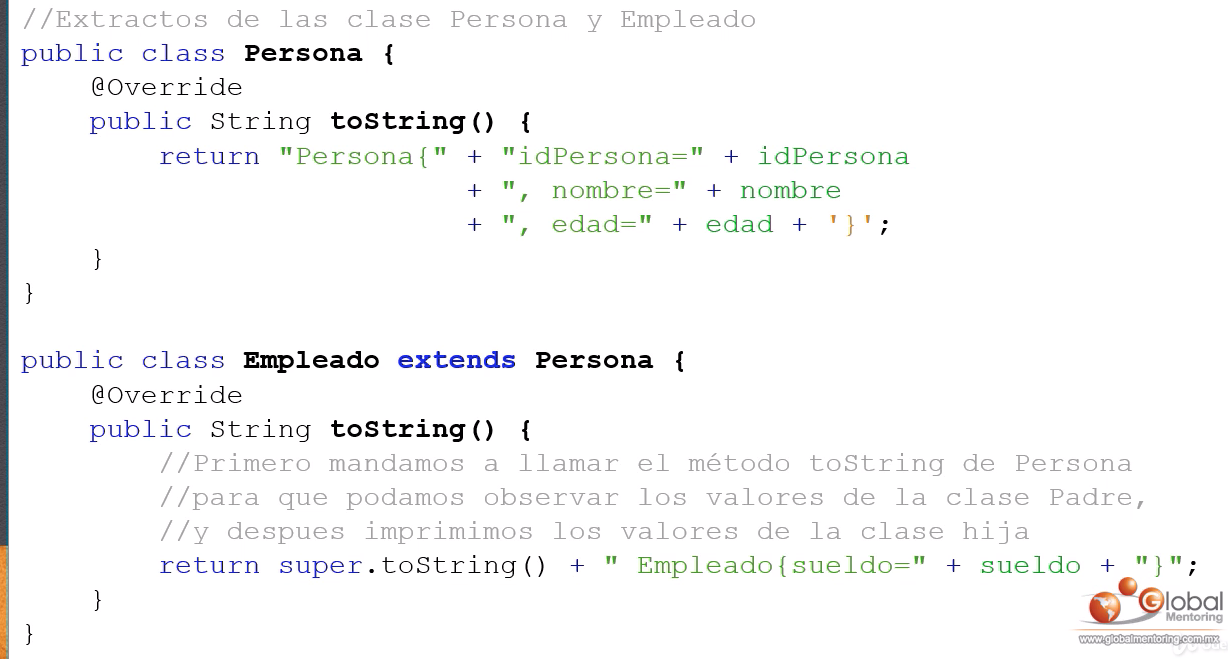 //Extractos de las clase Persona y Empleado
public class Persona {
@Override
public String toString() {
return "Persona{" + "idPersona=" + idPersona
+ ", nombre=" + nombre
+ ", edad=" + edad + '}';
}
}
public class Empleado extends Persona {
@Override
public String toString() {
//Primero mandamos a llamar el método toString de Persona
//para que podamos observar los valores de la clase Padre,
//y despues imprimimos los valores de la clase hija
return super.toString() + " Empleado{sueldo=" + sueldo + "}";
}
}
Global
Mentoring
www.globalmentoring.com.mx